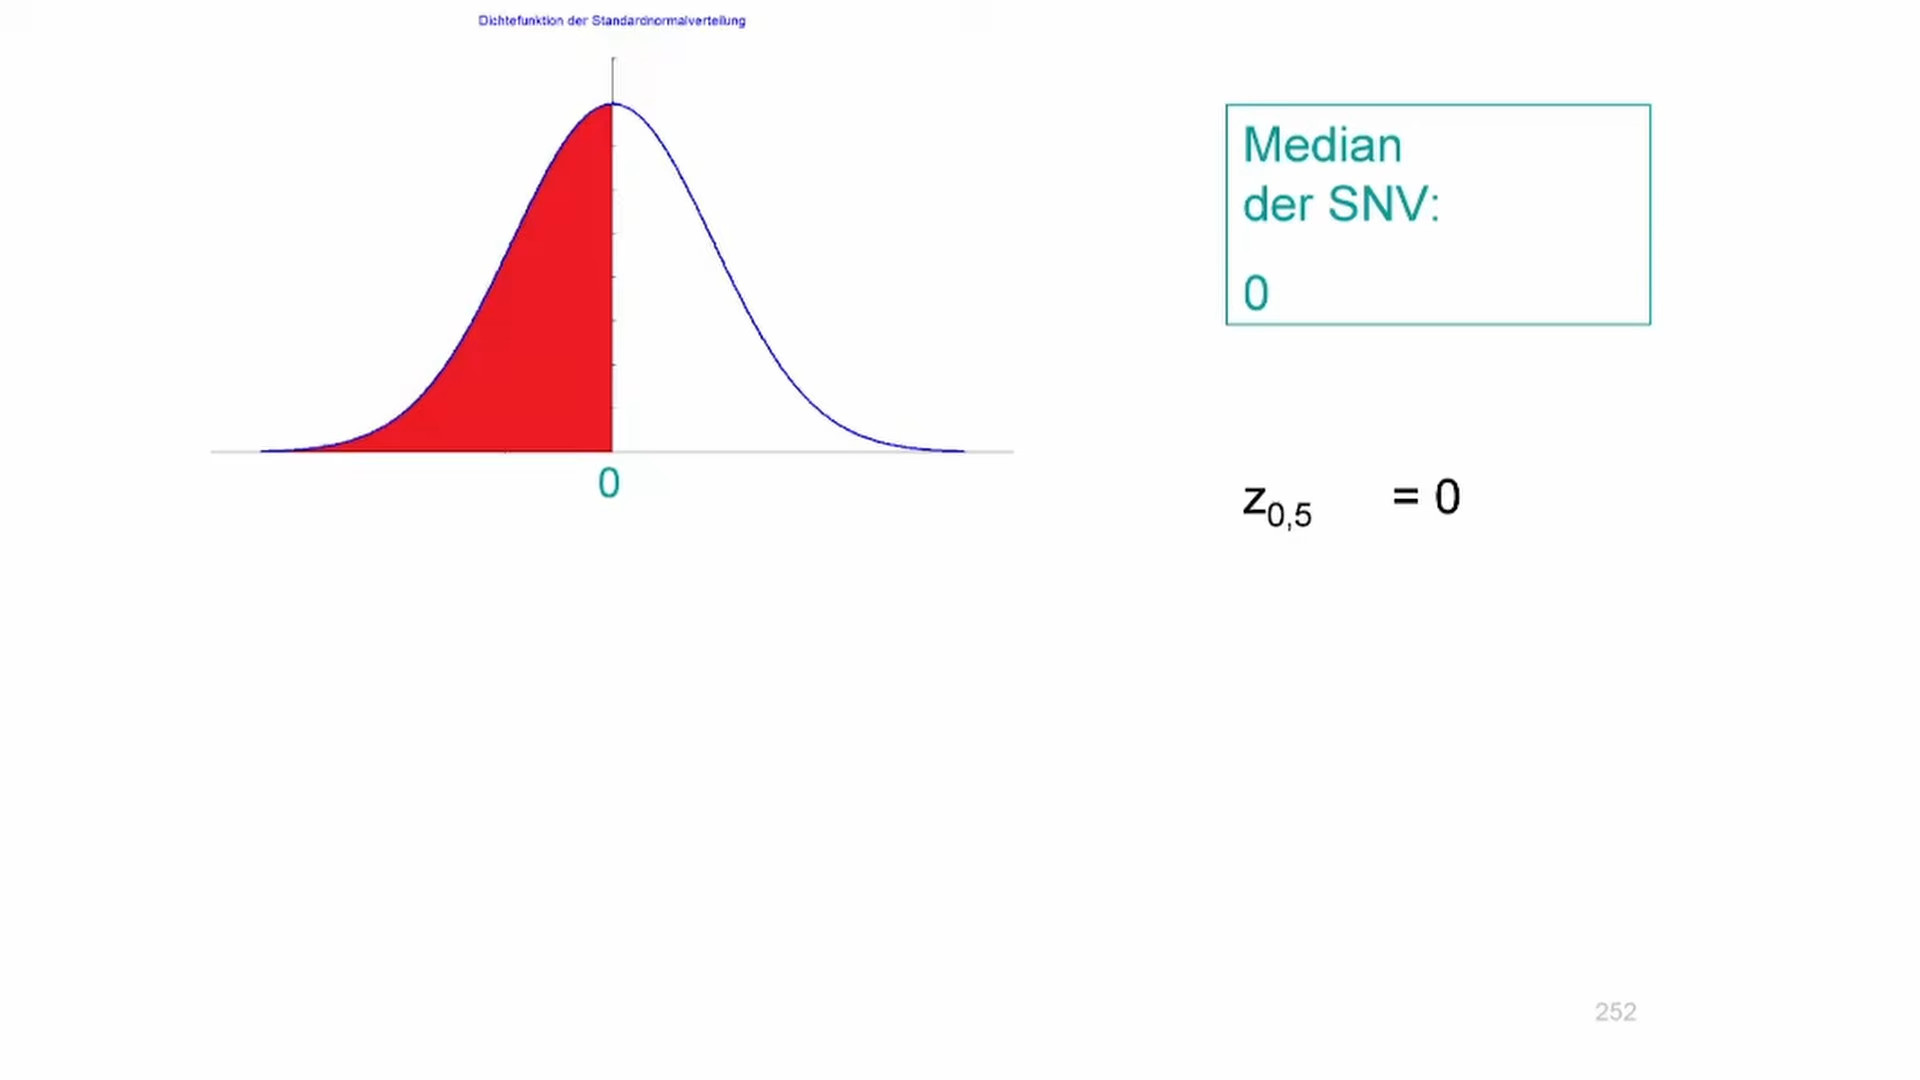 Dichtefunktion der Standardnormalverteilung
0
Median
der SNV:
0
z0,5 = 0
252